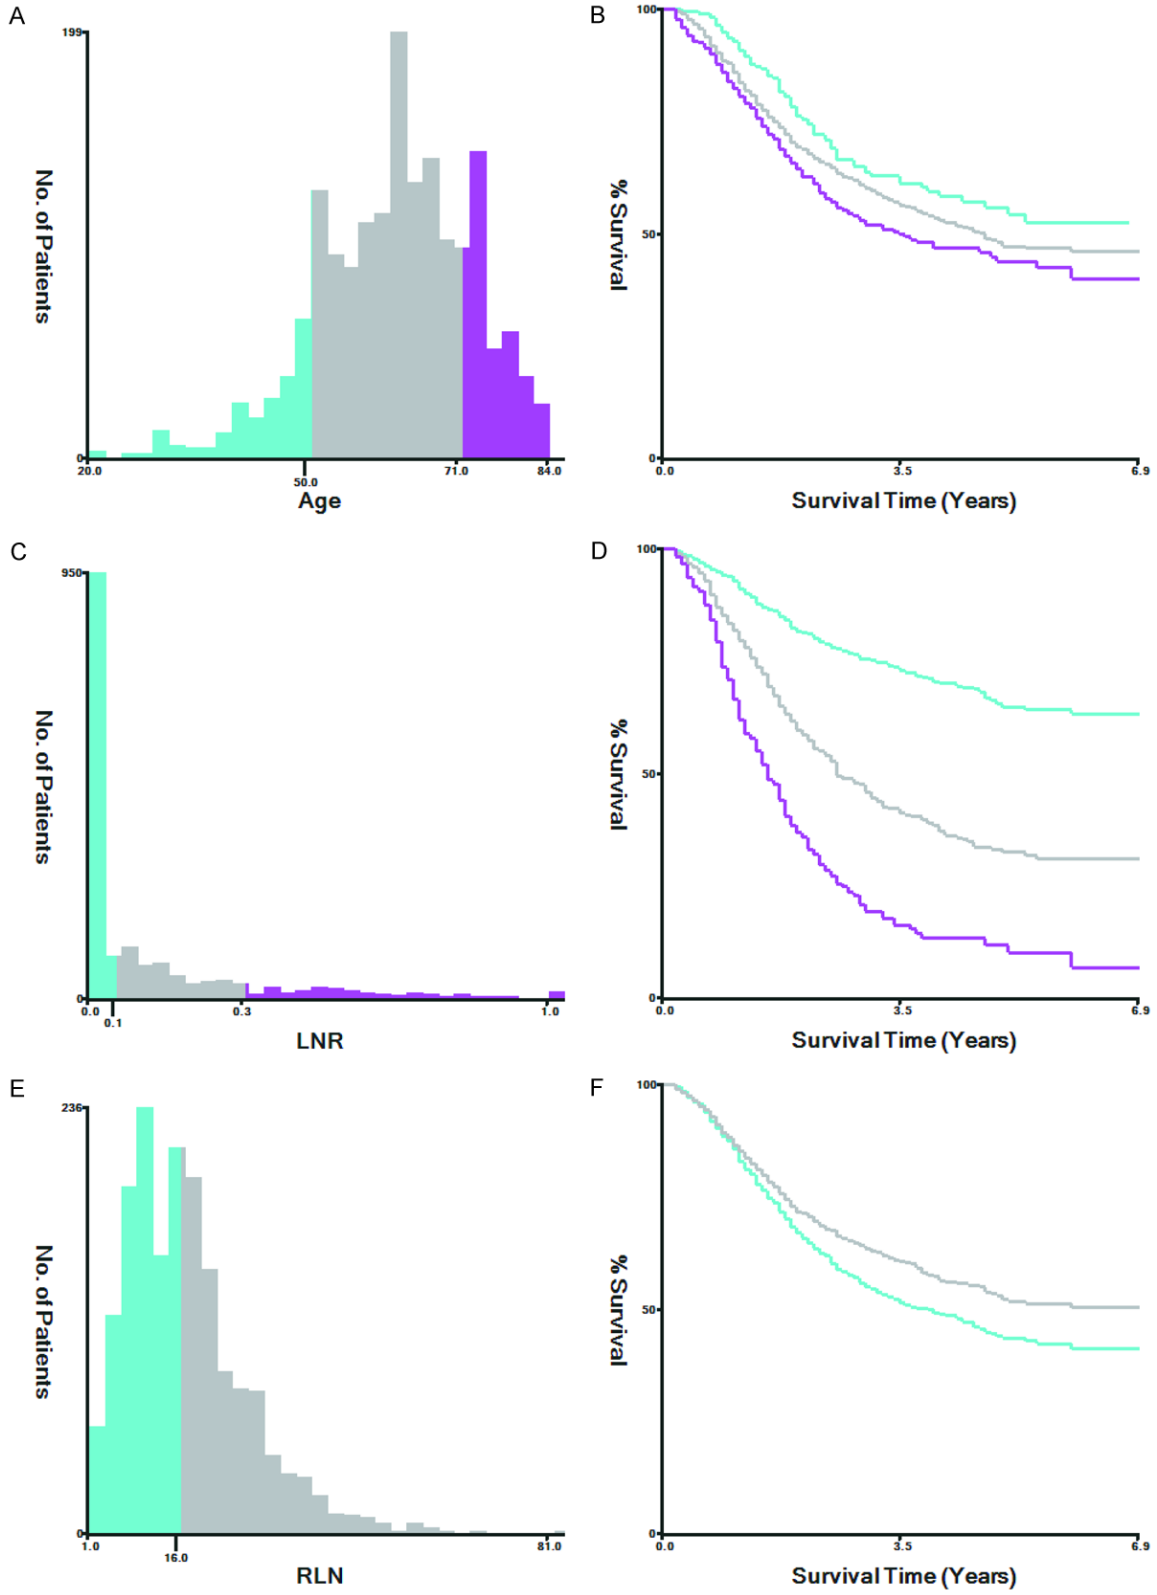 A
199
No. of Patients
0
20.0
50.0
71.0
84.0
Age
B
100
50
0
% Survival
0.0
3.5
6.9
Survival Time (Years)
C
950
No. of Patients
0
0.0
0.1
0.3
1.0
LNR
D
100
50
0
% Survival
0.0
3.5
6.9
Survival Time (Years)
E
236
No. of Patients
0
1.0
16.0
81.0
RLN
F
100
50
0
% Survival
0.0
3.5
6.9
Survival Time (Years)